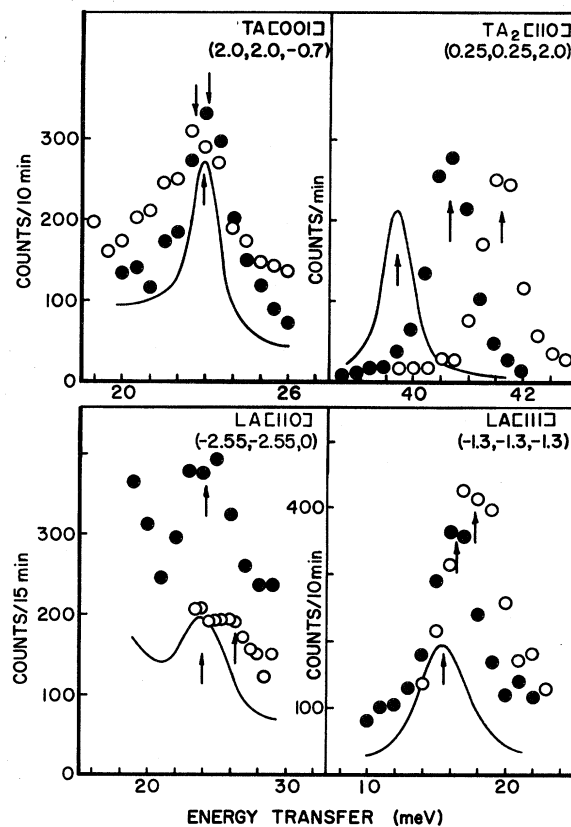 TA[001]
(2.0,2.0,-0.7)
TA₂[110]
(0.25,0.25,2.0)
COUNTS/10 min
300
200
100
0
20
26
COUNTS/min
40
42
LA[110]
(-2.55,-2.55,0)
LA[111]
(-1.3,-1.3,-1.3)
COUNTS/15 min
300
200
100
0
20
30
COUNTS/10min
400
100
10
20
ENERGY TRANSFER (meV)